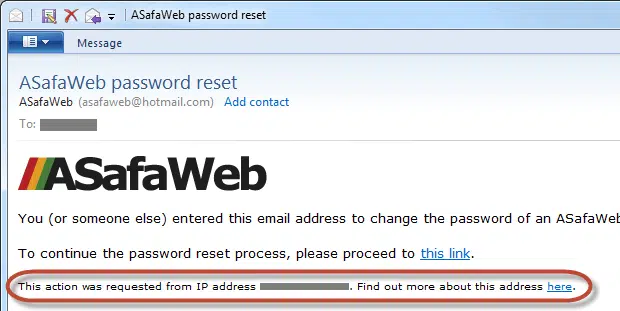 ASafaWeb password reset
Message
ASafaWeb password reset
ASafaWeb (asafaweb@hotmail.com) Add contact
To:
ASafaWeb
You (or someone else) entered this email address to change the password of an ASafaWeb
To continue the password reset process, please proceed to this link.
This action was requested from IP address . Find out more about this address here.